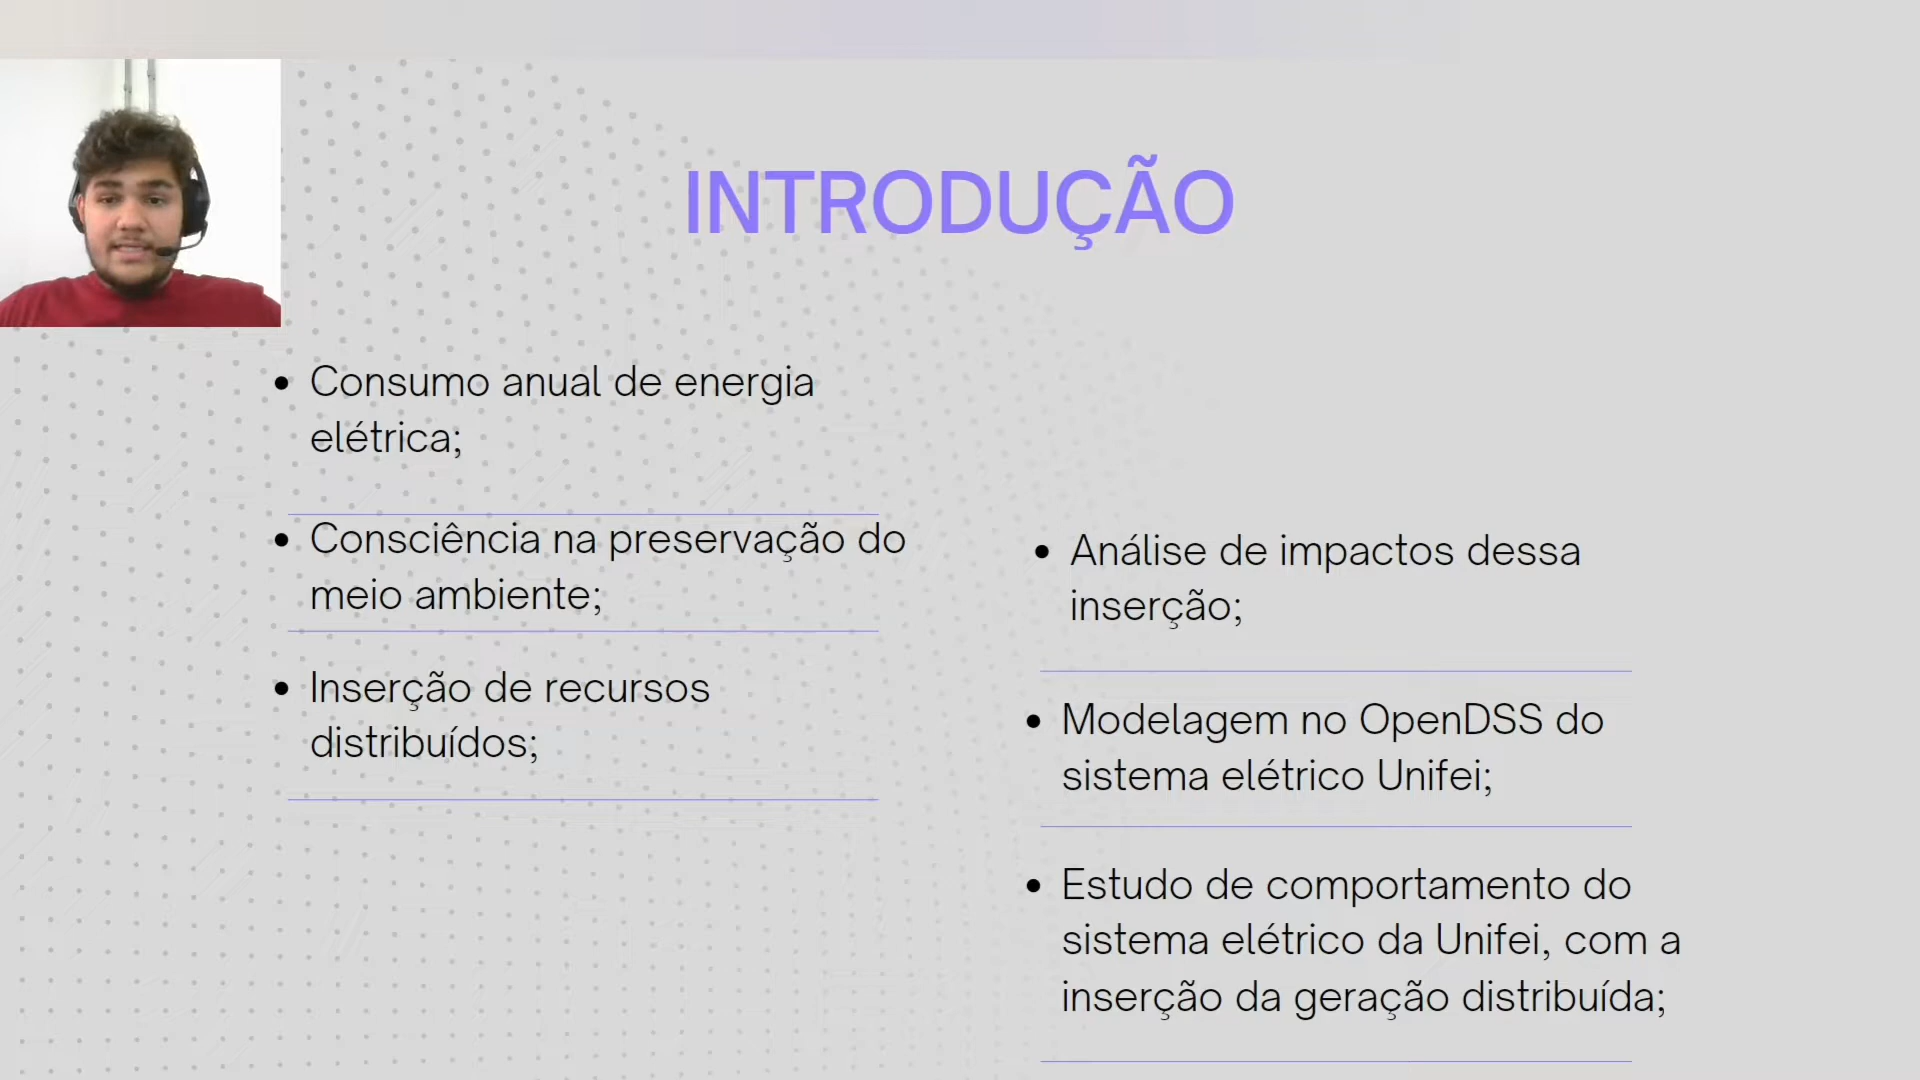 INTRODUÇÃO
Consumo anual de energia
elétrica;
Consciência na preservação do
meio ambiente;
Inserção de recursos
distribuídos;
Análise de impactos dessa
inserção;
Modelagem no OpenDSS do
sistema elétrico Unifei;
Estudo de comportamento do
sistema elétrico da Unifei, com a
inserção da geração distribuída;